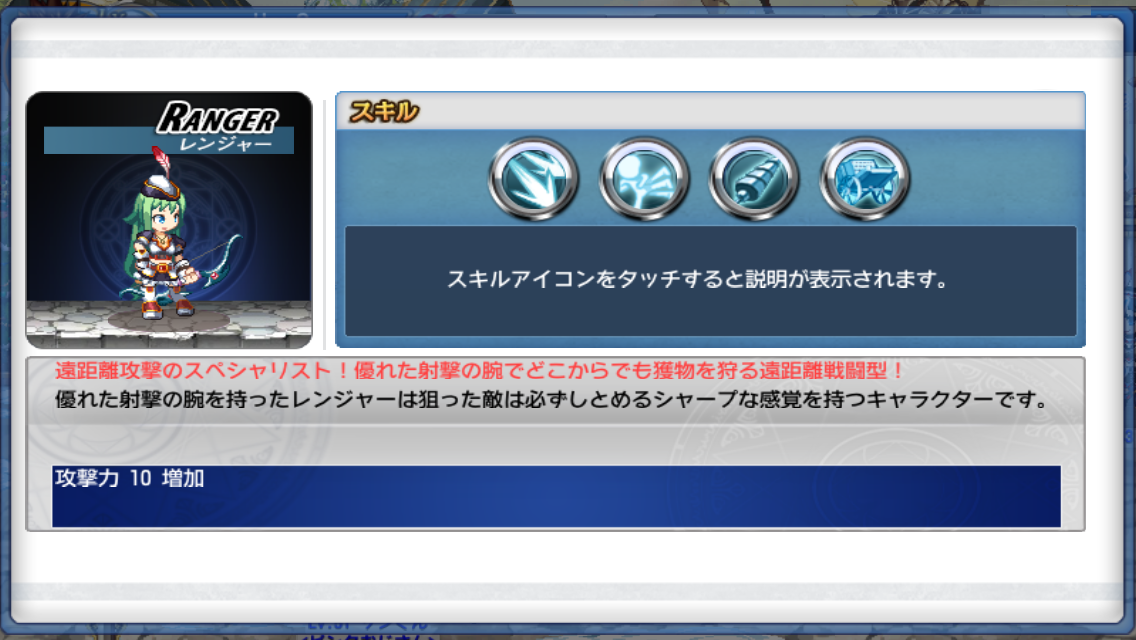 RANGER
レンジャー
スキル
スキルアイコンをタッチすると説明が表示されます。
遠距離攻撃のスペシャリスト！優れた射撃の腕でどこからでも獲物を狩る遠距離戦闘型！
優れた射撃の腕を持ったレンジャーは狙った敵は必ずしとめるシャープな感覚を持つキャラクターです。
攻撃力 10 増加